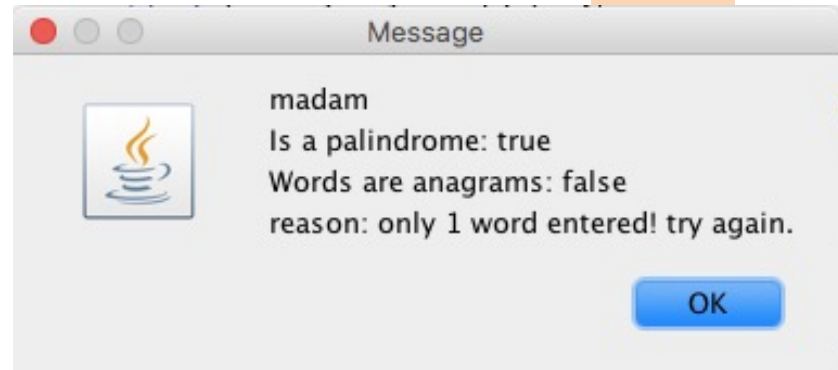 Message
madam
Is a palindrome: true
Words are anagrams: false
reason: only 1 word entered! try again.
OK